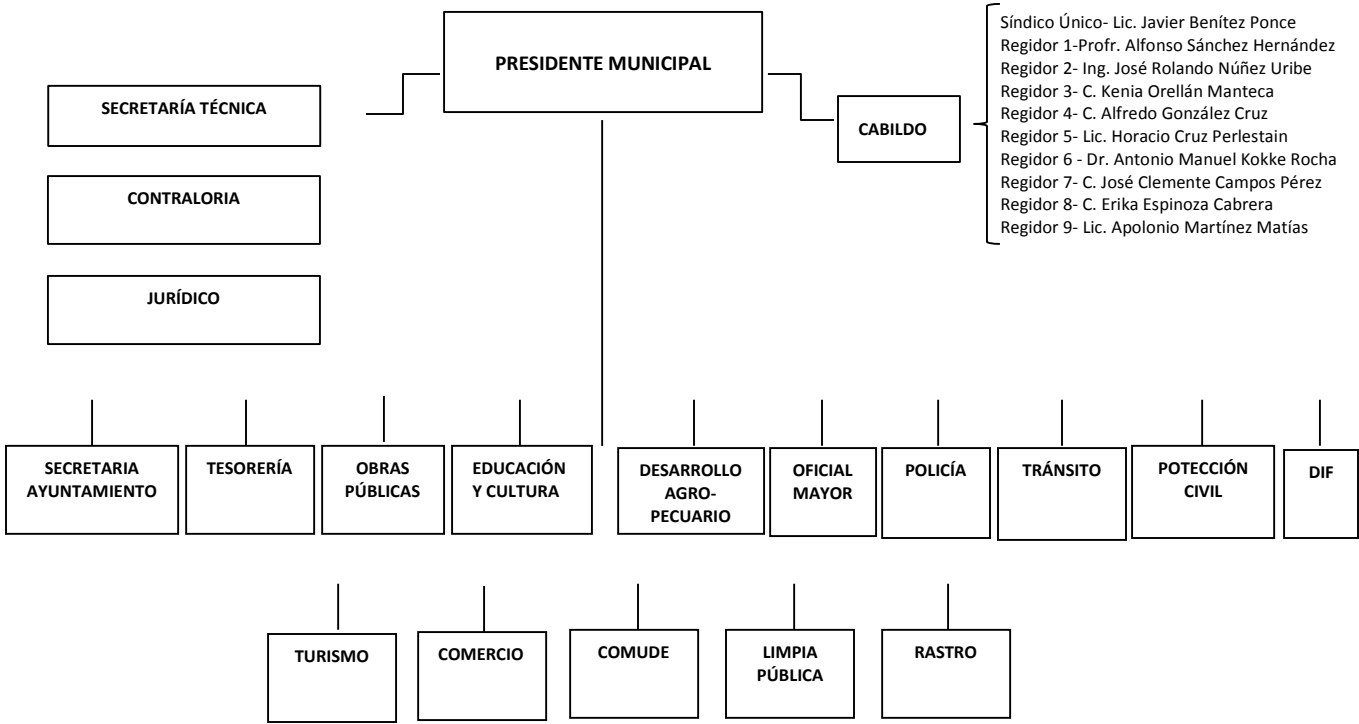 PRESIDENTE MUNICIPAL
SECRETARÍA TÉCNICA
CONTRALORIA
JURÍDICO
CABILDO
Síndico Único- Lic. Javier Benítez Ponce
Regidor 1-Profr. Alfonso Sánchez Hernández
Regidor 2- Ing. José Rolando Núñez Uribe
Regidor 3- C. Kenia Orellán Manteca
Regidor 4- C. Alfredo González Cruz
Regidor 5- Lic. Horacio Cruz Perlestain
Regidor 6 - Dr. Antonio Manuel Kokke Rocha
Regidor 7- C. José Clemente Campos Pérez
Regidor 8- C. Erika Espinoza Cabrera
Regidor 9- Lic. Apolonio Martínez Matías
SECRETARIA
AYUNTAMIENTO
TESORERÍA
OBRAS
PÚBLICAS
EDUCACIÓN
Y CULTURA
DESARROLLO
AGRO-
PECUARIO
OFICIAL
MAYOR
POLICÍA
TRÁNSITO
POTECCIÓN
CIVIL
DIF
TURISMO
COMERCIO
COMUDE
LIMPIA
PÚBLICA
RASTRO